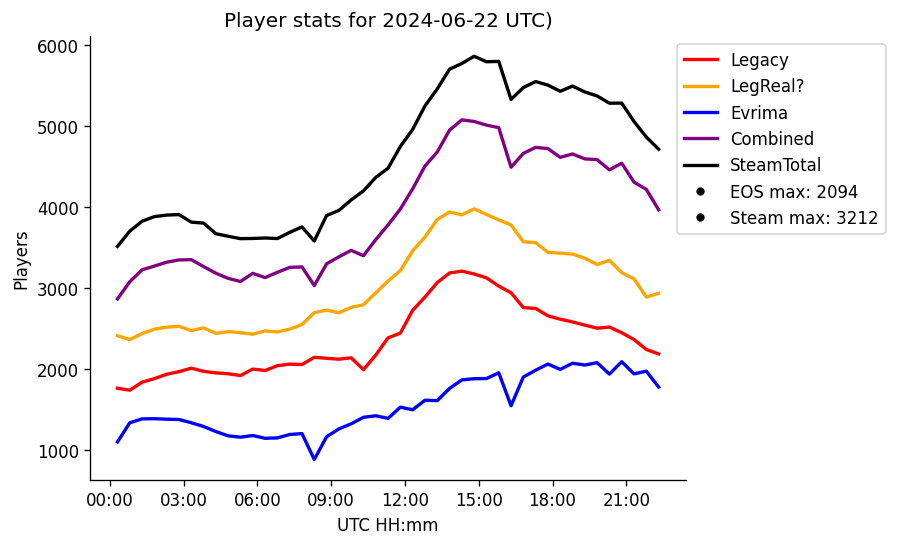 Player stats for 2024-06-22 UTC)
6000
5000
4000
3000
2000
1000
Players
00:00 03:00 06:00 09:00 12:00 15:00 18:00 21:00
UTC HH:mm
Legacy
LegReal?
Evrima
Combined
SteamTotal
EOS max: 2094
Steam max: 3212